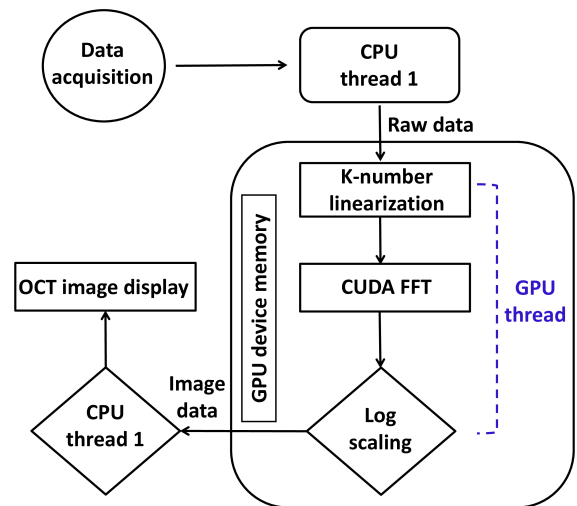 Data
acquisition
CPU
thread 1
Raw data
K-number
linearization
GPU device memory
CUDA FFT
GPU
thread
Log
scaling
Image
data
CPU
thread 1
OCT image display